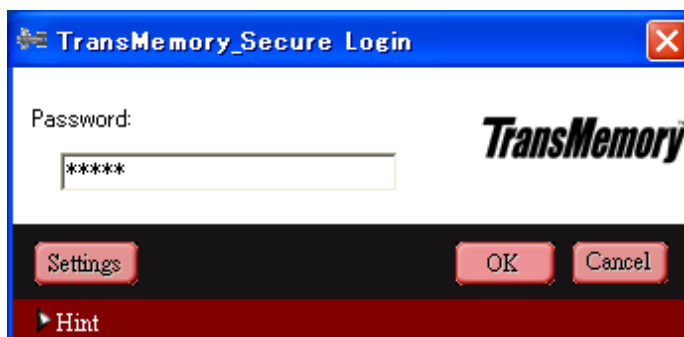 TransMemory_Secure Login
Password:
*****
TransMemory
Settings
OK
Cancel
Hint